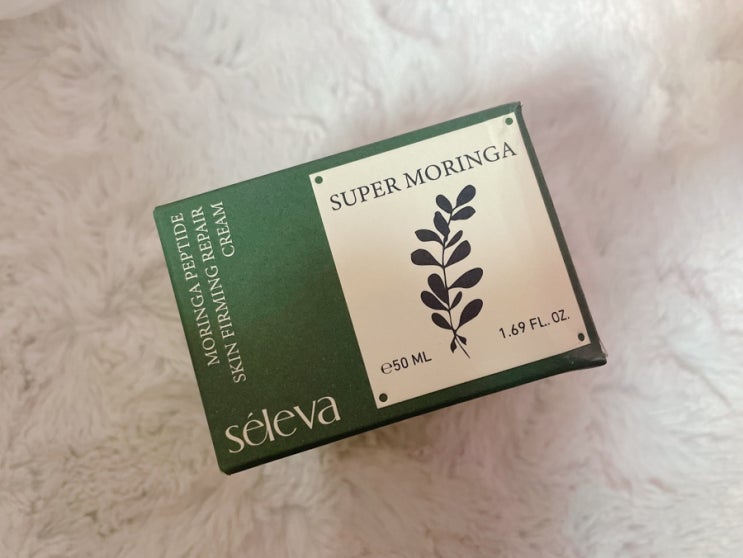 SUPER MORINGA
℮50 ML
1.69 FL. OZ.
MORINGA PEPTIDE
SKIN FIRMING REPAIR
CREAM
séleva